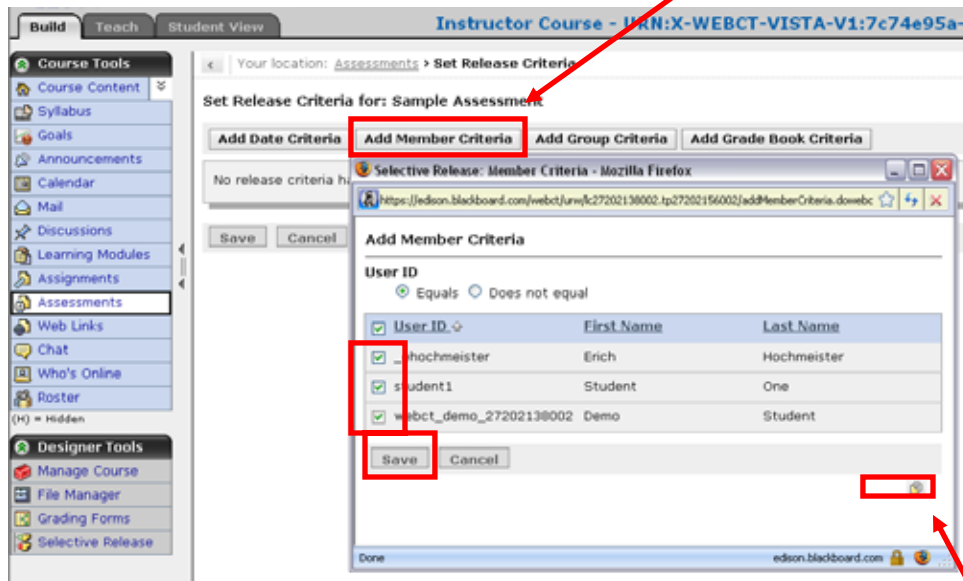 Build Teach Student View
Instructor Course - URN:X-WEBCT-VISTA-V1:7c74e95a-
Course Tools
Course Content
Syllabus
Goals
Announcements
Calendar
Mail
Discussions
Learning Modules
Assignments
Assessments
Web Links
Chat
Who's Online
Roster
(H) = Hidden
Designer Tools
Manage Course
File Manager
Grading Forms
Selective Release
Your location: Assessments › Set Release Criteria
Set Release Criteria for: Sample Assessment
Add Date Criteria Add Member Criteria Add Group Criteria Add Grade Book Criteria
No release criteria ha
Save Cancel
Selective Release: Member Criteria - Mozilla Firefox
https://edison.blackboard.com/webct/urw/lc27202138002.tp27202156002/addMemberCriteria.dowebc
Add Member Criteria
User ID
Equals Does not equal
User ID First Name Last Name
hochmeister Erich Hochmeister
student1 Student One
webct_demo_27202138002 Demo Student
Save Cancel
Done edison.blackboard.com